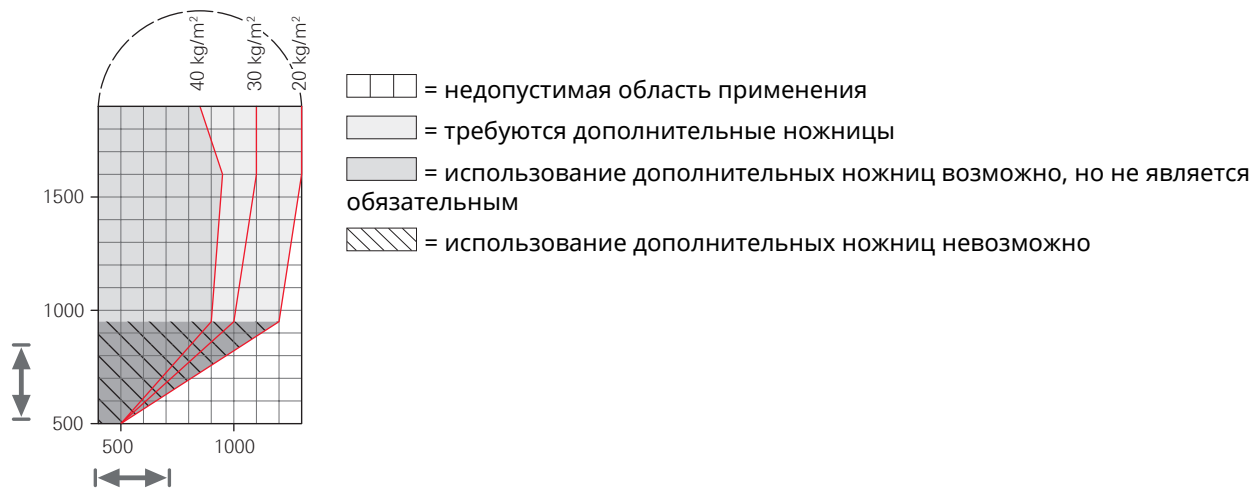 40 kg/m²
30 kg/m²
20 kg/m²
= недопустимая область применения
= требуются дополнительные ножницы
= использование дополнительных ножниц возможно, но не является
обязательным
= использование дополнительных ножниц невозможно
1500
1000
500
500 1000